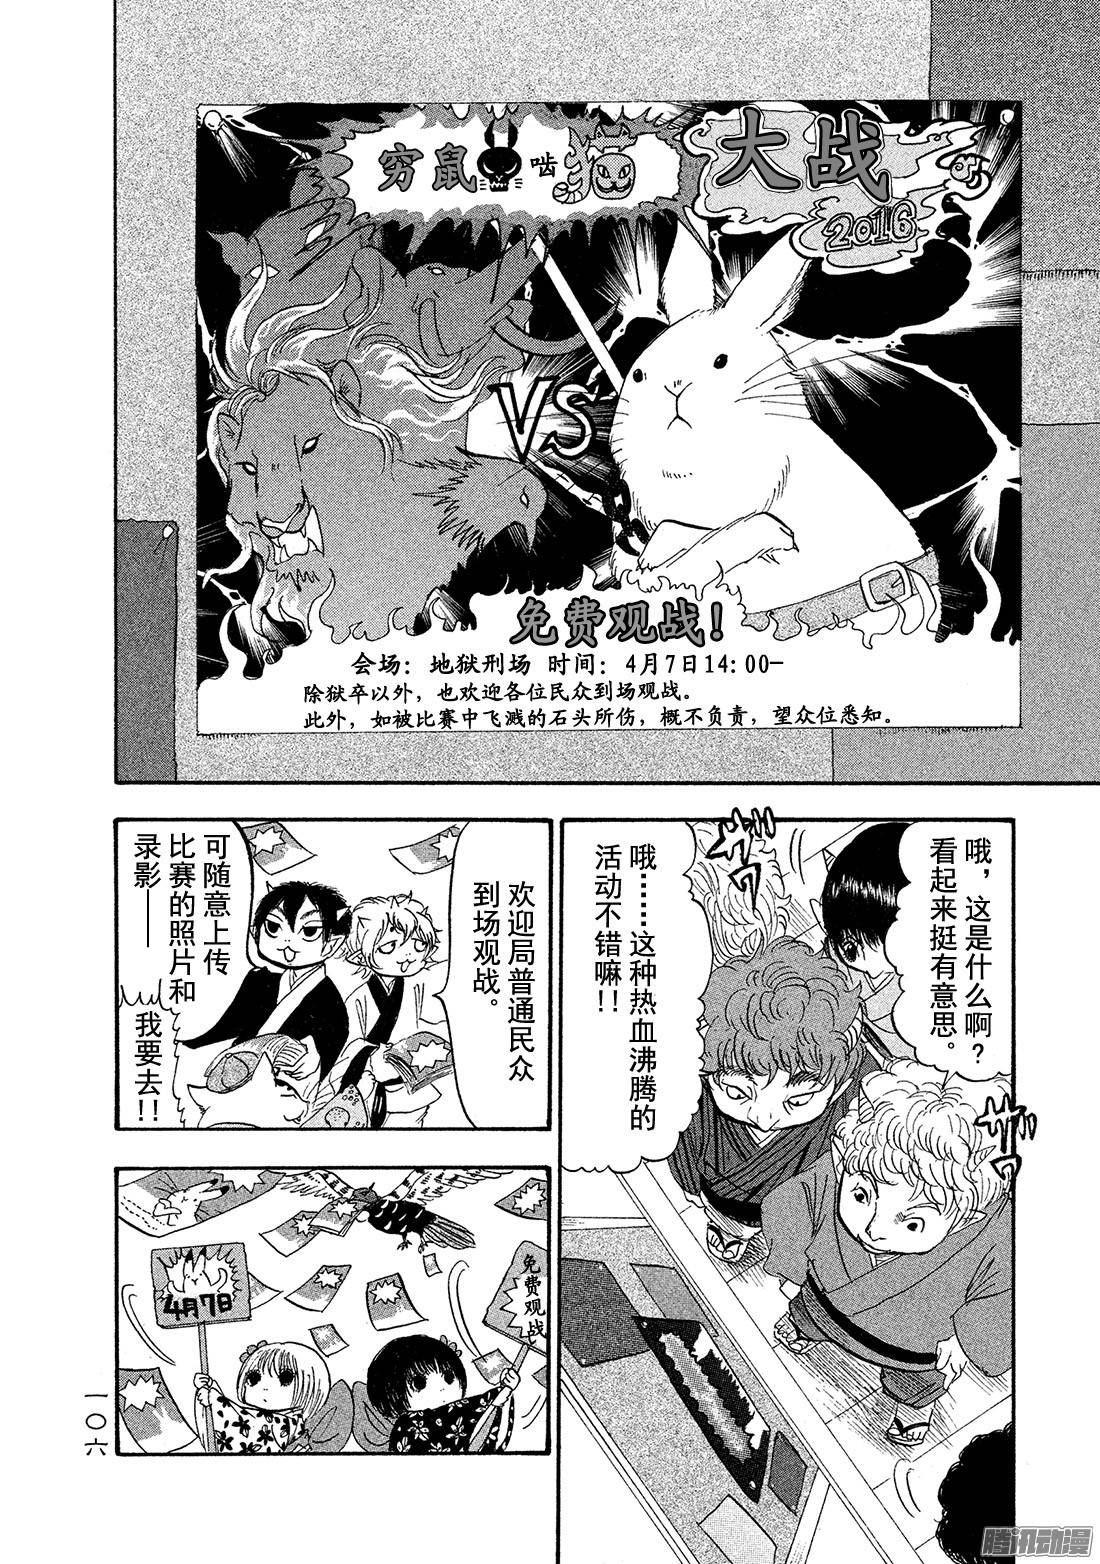 穷鼠啮猫
大战
2016
VS
免费观战!
会场：地狱刑场 时间：4月7日14:00-
除狱卒以外，也欢迎各位民众到场观战。
此外，如被比赛中飞溅的石头所伤，概不负责，望众位悉知。
哦，这是什么啊？
看起来挺有意思。
ザザワ
ザワ
哦……这种热血沸腾的
活动不错嘛!!
欢迎局普通民众
到场观战。
可随意上传
比赛的照片和
录影——
我要去!!
免费观战
4月7日
一〇六
腾讯动漫